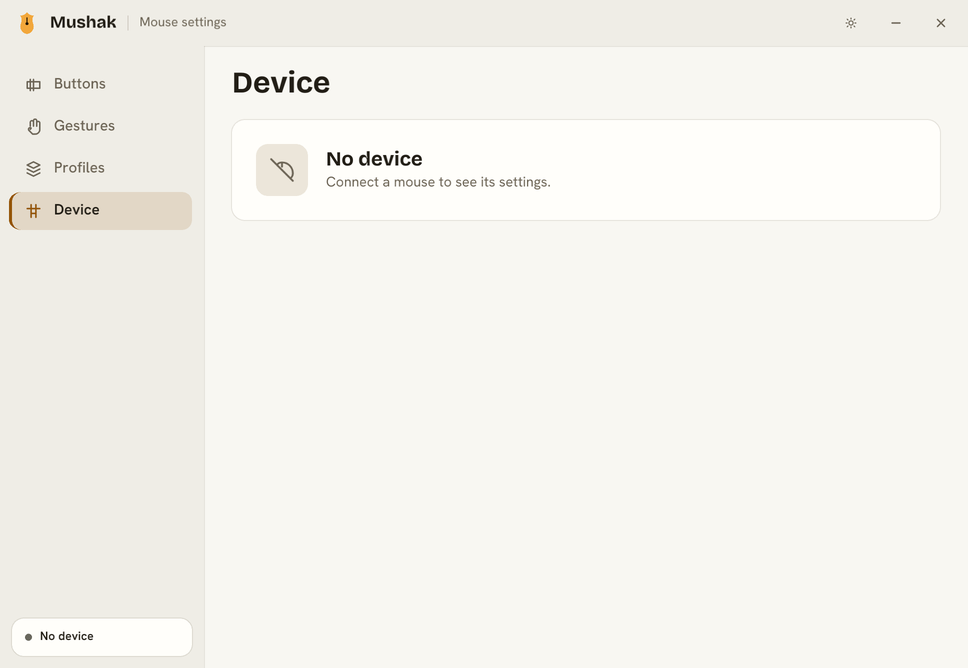 Mushak
Mouse settings
Buttons
Gestures
Profiles
Device
Device
No device
Connect a mouse to see its settings.
No device